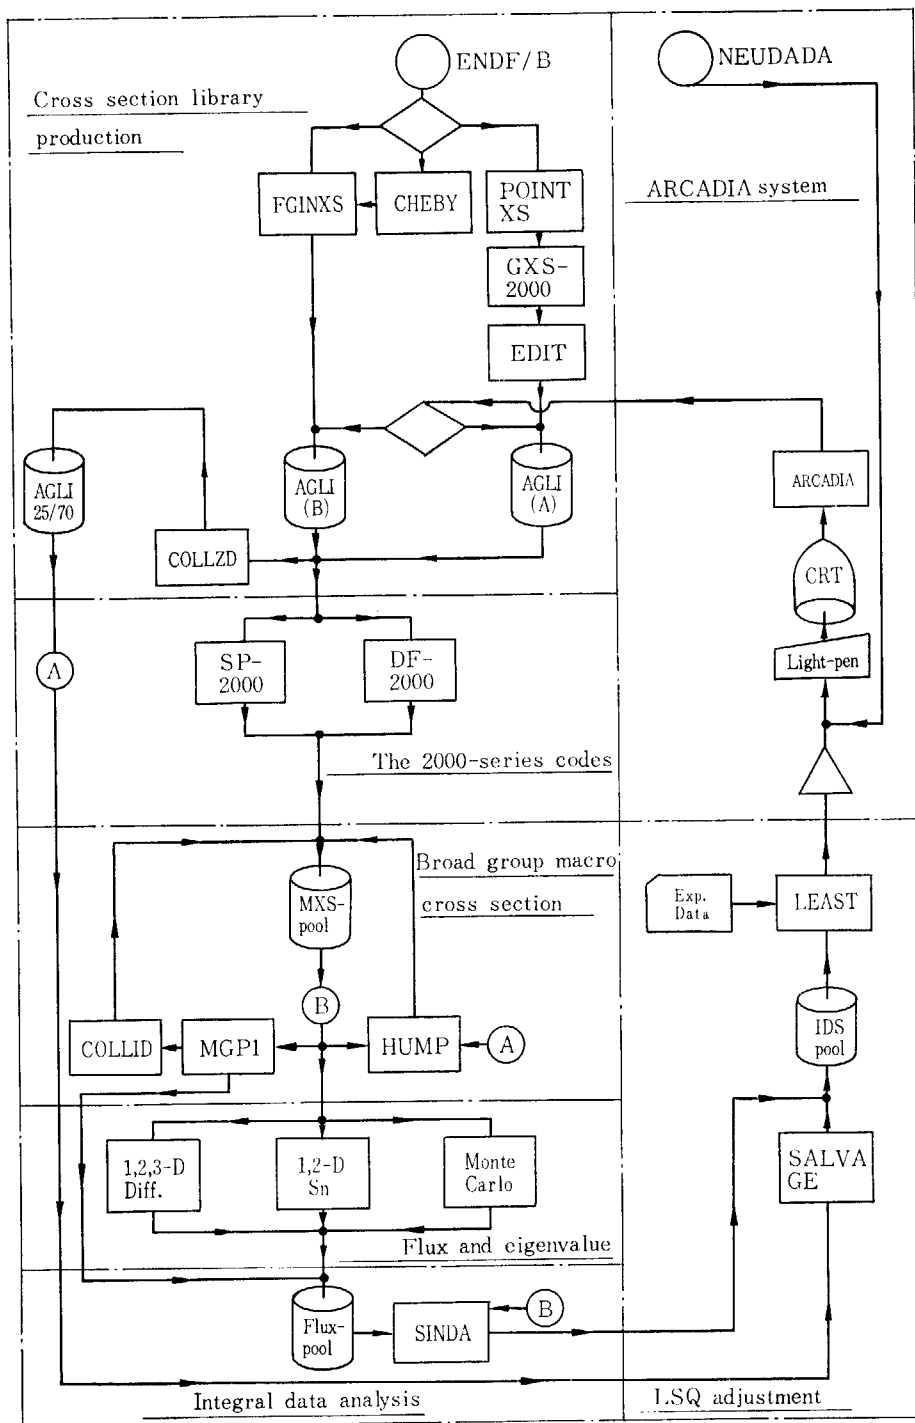 ENDF/B
NEUDADA
Cross section library
production
ARCADIA system
FGINXS
CHEBY
POINT
XS
GXS-
2000
EDIT
AGLI
25/70
AGLI
(B)
AGLI
(A)
ARCADIA
COLLZD
CRT
Light-pen
A
SP-
2000
DF-
2000
The 2000-series codes
Broad group macro
cross section
MXS-
pool
Exp.
Data
LEAST
B
IDS
pool
COLLID
MGP1
HUMP
A
1,2,3-D
Diff.
1,2-D
Sn
Monte
Carlo
SALVA
GE
Flux and eigenvalue
Flux-
pool
SINDA
B
Integral data analysis
LSQ adjustment